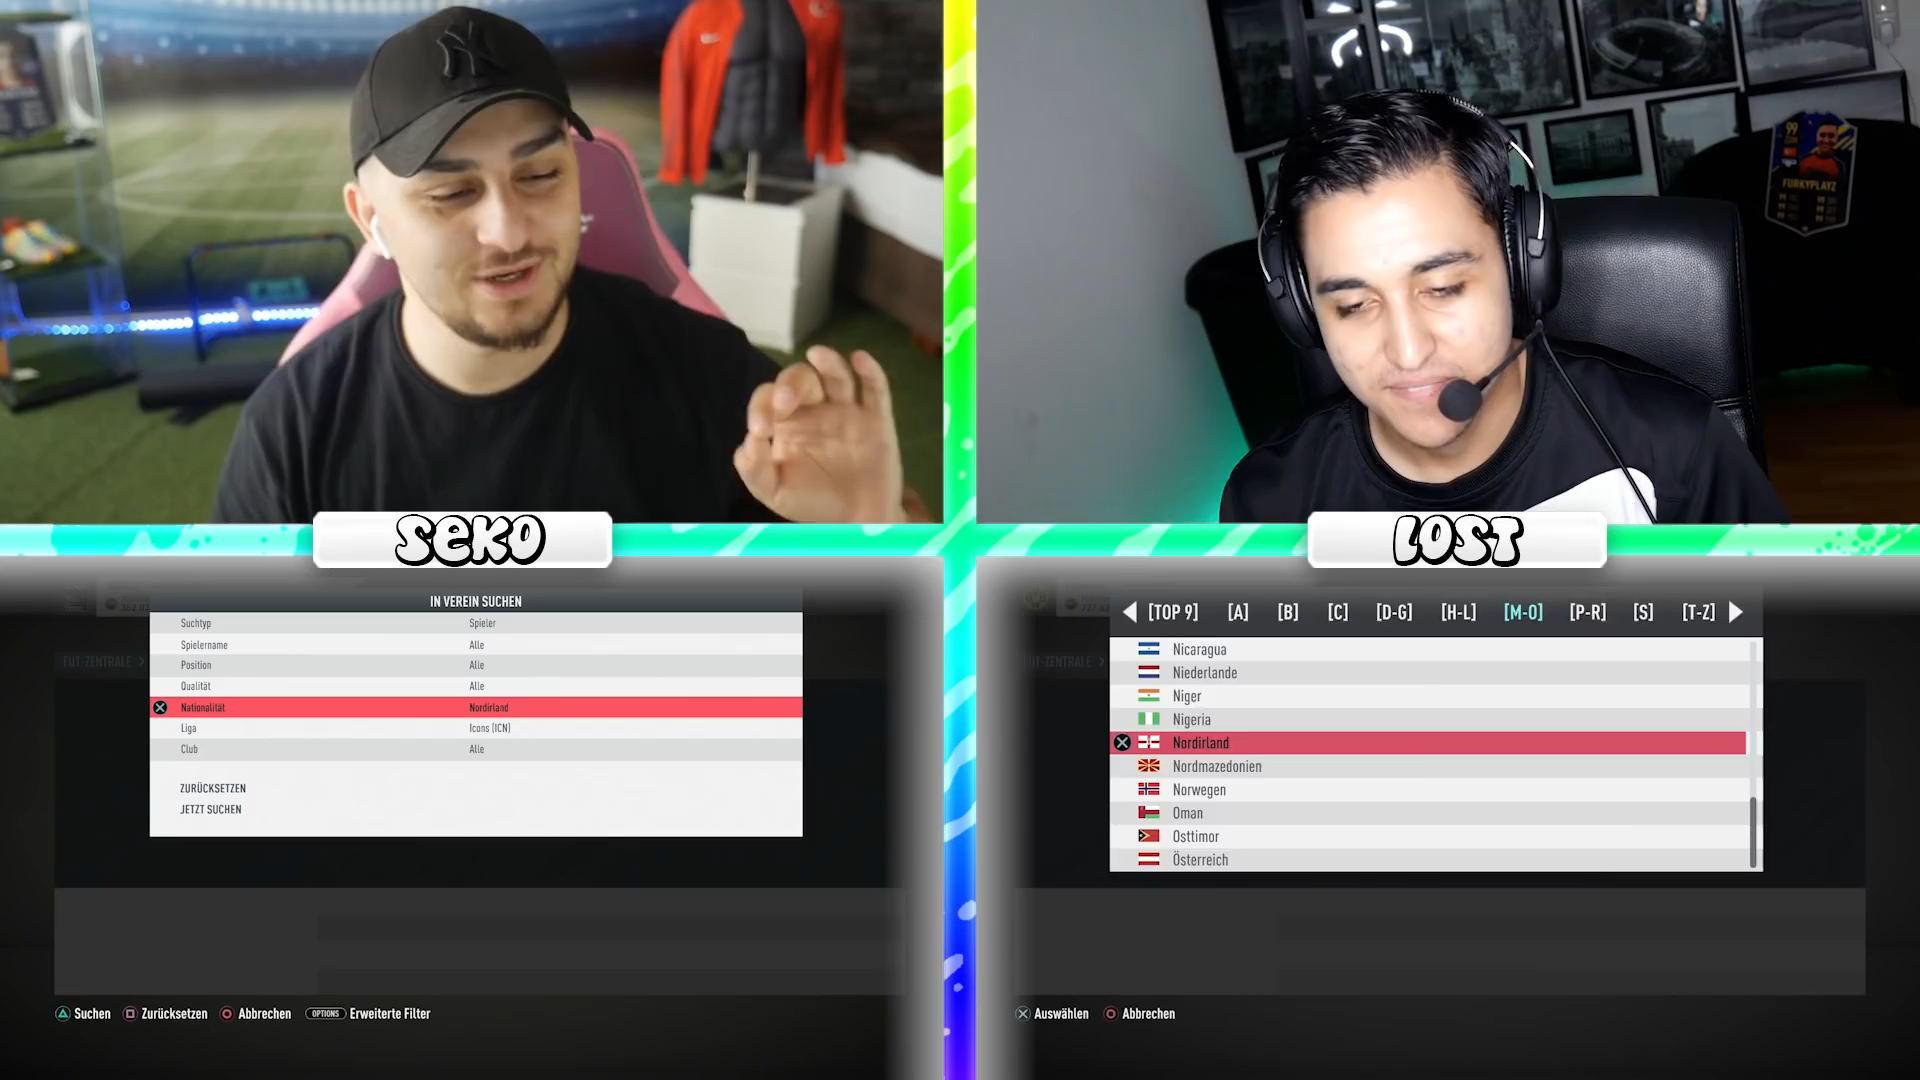 NY
99
FURKYPLAYZ
SEKO
LOST
IN VEREIN SUCHEN
Suchtyp Spieler
Spielername Alle
Position Alle
Qualität Alle
Nationalität Nordirland
Liga Icons (ICN)
Club Alle
ZURÜCKSETZEN
JETZT SUCHEN
FUT-ZENTRALE
Suchen Zurücksetzen Abbrechen OPTIONS Erweiterte Filter
[TOP 9] [A] [B] [C] [D-G] [H-L] [M-O] [P-R] [S] [T-Z]
Nicaragua
Niederlande
Niger
Nigeria
Nordirland
Nordmazedonien
Norwegen
Oman
Osttimor
Österreich
FUT-ZENTRALE
Auswählen Abbrechen